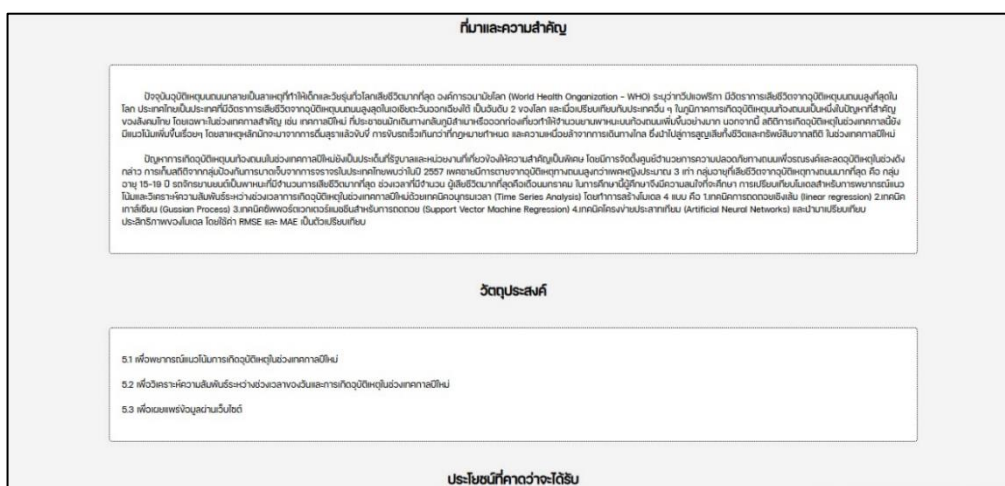 ที่มาและความสำคัญ
ปัจจุบันอุบัติเหตุบนถนนกลายเป็นสาเหตุที่ทำให้เด็กและวัยรุ่นทั่วโลกเสียชีวิตมากที่สุด องค์การอนามัยโลก (World Health Organization - WHO) ระบุว่าทวีปแอฟริกา มีอัตราการเสียชีวิตจากอุบัติเหตุบนถนนสูงที่สุดใน
โลก ประเทศไทยเป็นประเทศที่มีอัตราการเสียชีวิตจากอุบัติเหตุบนถนนสูงสุดในเอเชียตะวันออกเฉียงใต้ เป็นอันดับ 2 ของโลก และเมื่อเปรียบเทียบกับประเทศอื่น ๆ ในภูมิภาคการเกิดอุบัติเหตุบนท้องถนนเป็นหนึ่งในปัญหาที่สำคัญ
ของสังคมไทย โดยเฉพาะในช่วงเทศกาลสำคัญ เช่น เทศกาลปีใหม่ ที่ประชาชนมักเดินทางกลับภูมิลำเนาหรือออกท่องเที่ยวทำให้จำนวนยานพาหนะบนท้องถนนเพิ่มขึ้นอย่างมาก นอกจากนี้ สถิติการเกิดอุบัติเหตุในช่วงเทศกาลนี้ยัง
มีแนวโน้มเพิ่มขึ้นเรื่อยๆ โดยสาเหตุหลักมักจะมาจากการดื่มสุราแล้วขับขี่ การขับรถเร็วเกินกว่าที่กฎหมายกำหนด และความเหนื่อยล้าจากการเดินทางไกล ซึ่งนำไปสู่การสูญเสียทั้งชีวิตและทรัพย์สินจากสถิติ ในช่วงเทศกาลปีใหม่
ปัญหาการเกิดอุบัติเหตุบนท้องถนนในช่วงเทศกาลปีใหม่ยังเป็นประเด็นที่รัฐบาลและหน่วยงานที่เกี่ยวข้องให้ความสำคัญเป็นพิเศษ โดยมีการจัดตั้งศูนย์อำนวยการความปลอดภัยทางถนนเพื่อรณรงค์และลดอุบัติเหตุในช่วงดัง
กล่าว การเก็บสถิติจากกลุ่มป้องกันการบาดเจ็บจากการจราจรในประเทศไทยพบว่าในปี 2557 เพศชายมีการตายจากอุบัติเหตุทางถนนสูงกว่าเพศหญิงประมาณ 3 เท่า กลุ่มอายุที่เสียชีวิตจากอุบัติเหตุทางถนนมากที่สุด คือ กลุ่ม
อายุ 15-19 ปี รถจักรยานยนต์เป็นพาหนะที่มีจำนวนการเสียชีวิตมากที่สุด ช่วงเวลาที่มีจำนวน ผู้เสียชีวิตมากที่สุดคือเดือนมกราคม ในการศึกษานี้ผู้ศึกษาจึงมีความสนใจที่จะศึกษา การเปรียบเทียบโมเดลสำหรับการพยากรณ์แนว
โน้มและวิเคราะห์ความสัมพันธ์ระหว่างช่วงเวลาการเกิดอุบัติเหตุในช่วงเทศกาลปีใหม่ด้วยเทคนิคอนุกรมเวลา (Time Series Analysis) โดยทำการสร้างโมเดล 4 แบบ คือ 1.เทคนิคการถดถอยเชิงเส้น (linear regression) 2.เทคนิค
เกาส์เซียน (Gussian Process) 3.เทคนิคซัพพอร์ตเวกเตอร์แมชชีนสำหรับการถดถอย (Support Vector Machine Regression) 4.เทคนิคโครงข่ายประสาทเทียม (Artificial Neural Networks) และนำมาเปรียบเทียบ
ประสิทธิภาพของโมเดล โดยใช้ค่า RMSE และ MAE เป็นตัวเปรียบเทียบ
วัตถุประสงค์
5.1 เพื่อพยากรณ์แนวโน้มการเกิดอุบัติเหตุในช่วงเทศกาลปีใหม่
5.2 เพื่อวิเคราะห์ความสัมพันธ์ระหว่างช่วงเวลาของวันและการเกิดอุบัติเหตุในช่วงเทศกาลปีใหม่
5.3 เพื่อเผยแพร่ข้อมูลผ่านเว็บไซต์
ประโยชน์ที่คาดว่าจะได้รับ